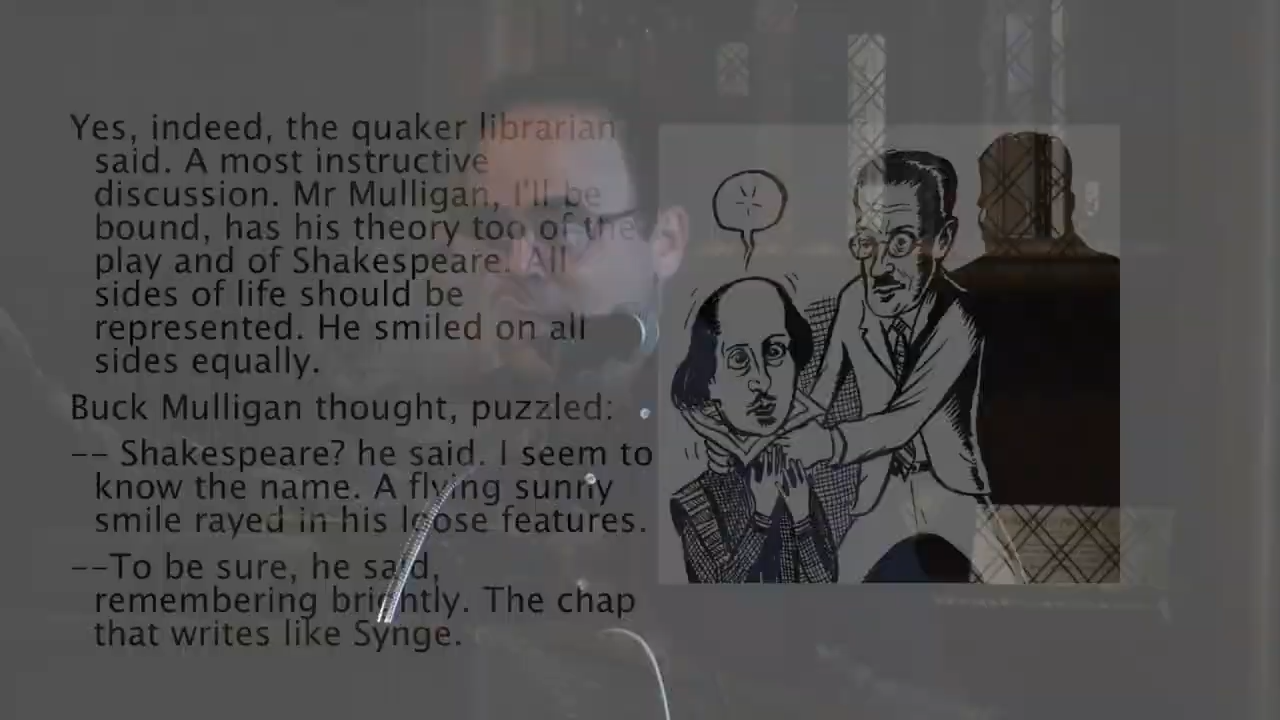 Yes, indeed, the quaker librarian
said. A most instructive
discussion. Mr Mulligan, I'll be
bound, has his theory too of the
play and of Shakespeare. All
sides of life should be
represented. He smiled on all
sides equally.
Buck Mulligan thought, puzzled:
-- Shakespeare? he said. I seem to
know the name. A flying sunny
smile rayed in his loose features.
--To be sure, he said,
remembering brightly. The chap
that writes like Synge.